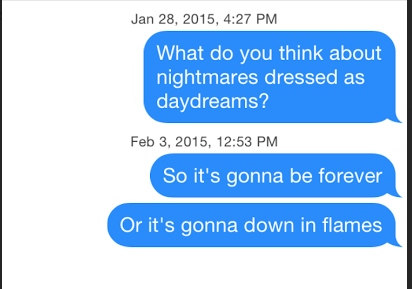 Jan 28, 2015, 4:27 PM
What do you think about
nightmares dressed as
daydreams?
Feb 3, 2015, 12:53 PM
So it's gonna be forever
Or it's gonna down in flames